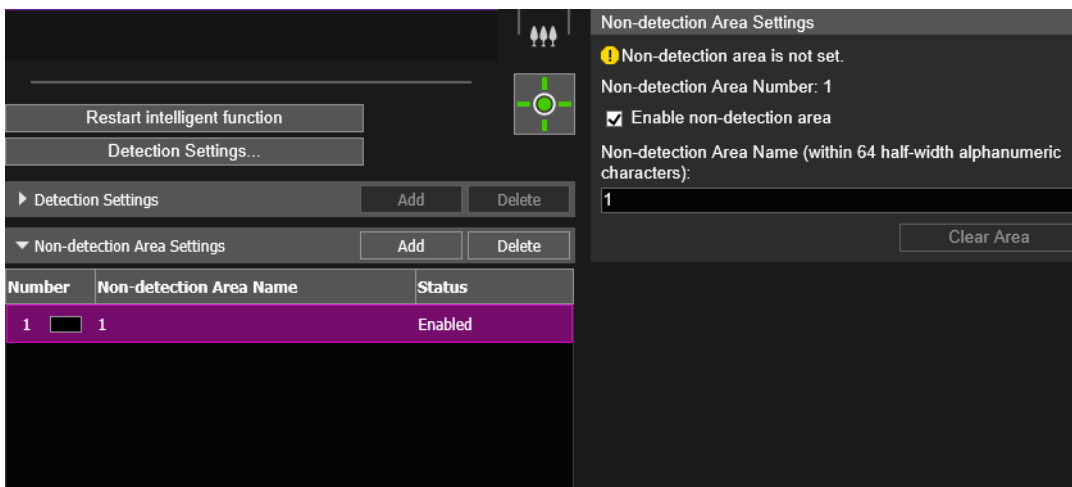 Restart intelligent function
Detection Settings...
Detection Settings Add Delete
Non-detection Area Settings Add Delete
Number Non-detection Area Name Status
1 1 Enabled
Non-detection Area Settings
Non-detection area is not set.
Non-detection Area Number: 1
Enable non-detection area
Non-detection Area Name (within 64 half-width alphanumeric
characters):
1
Clear Area